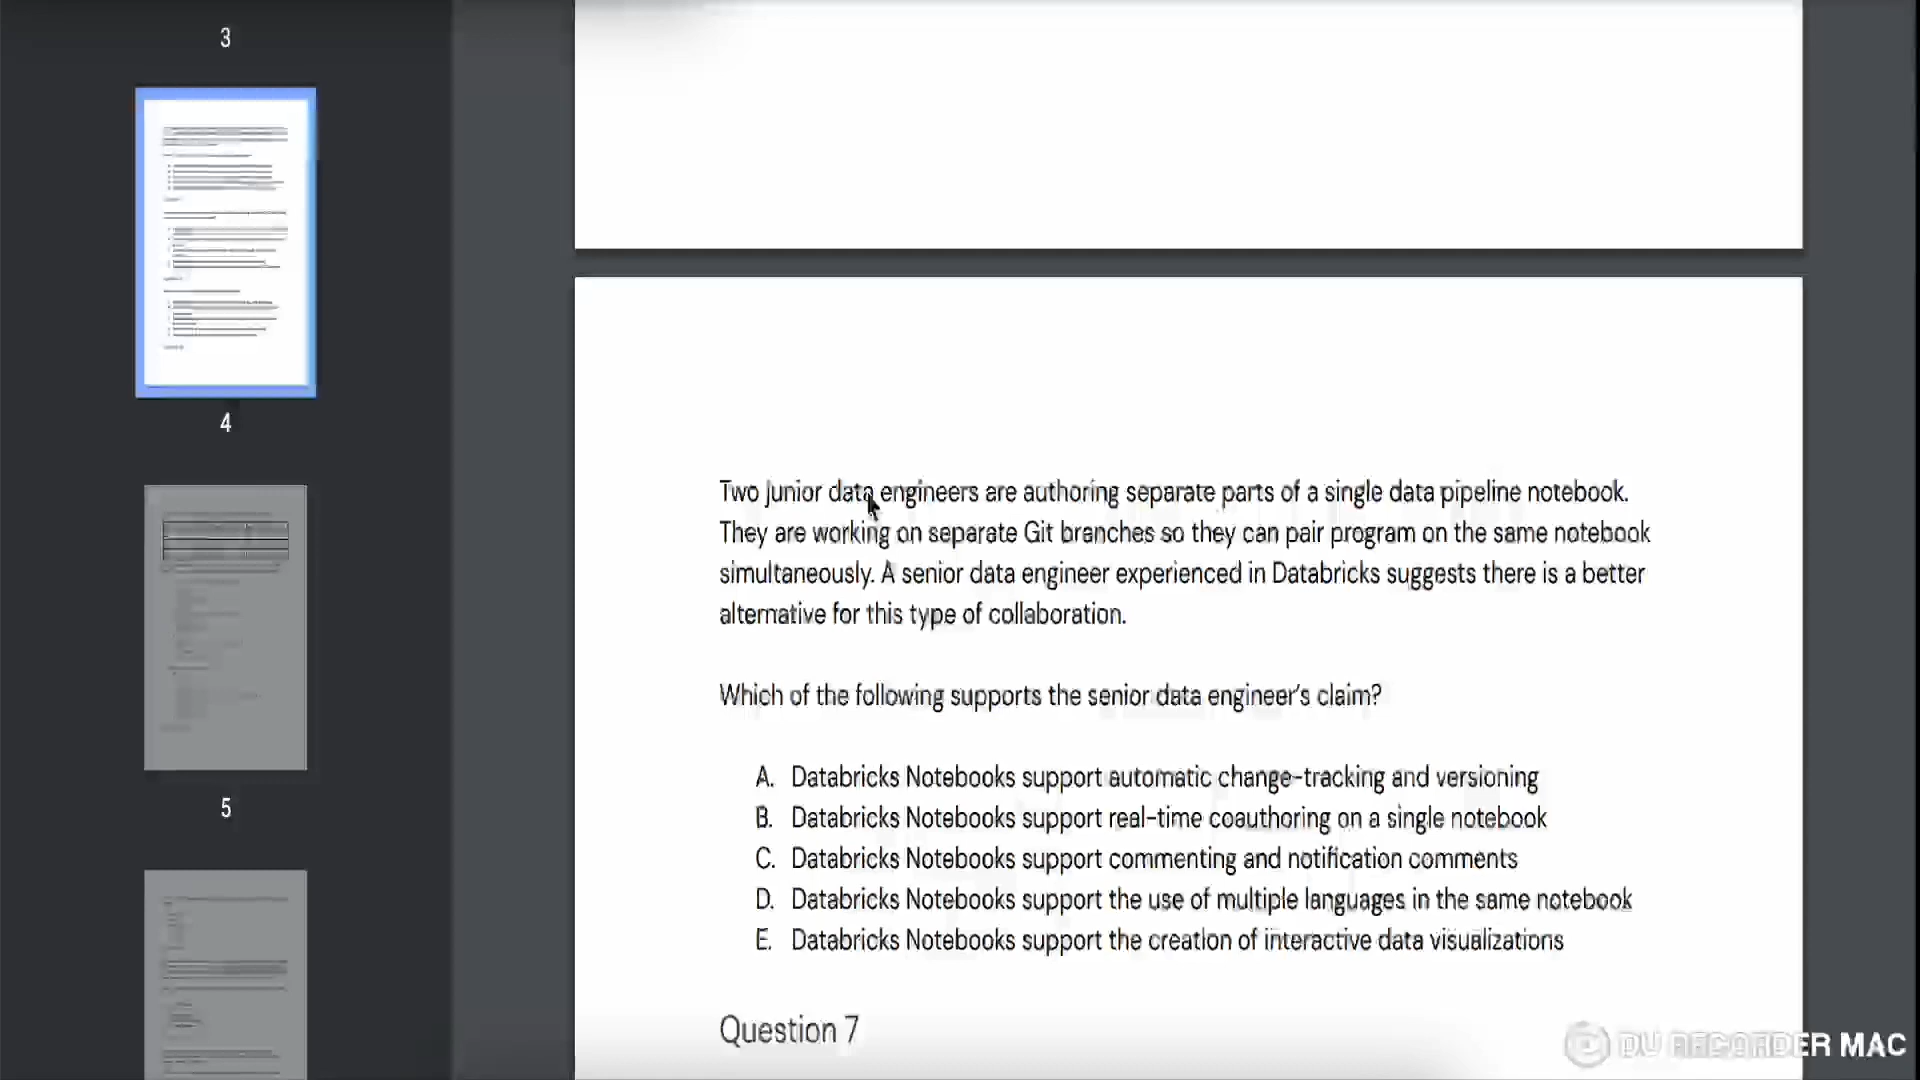 3
4
5
Two junior data engineers are authoring separate parts of a single data pipeline notebook.
They are working on separate Git branches so they can pair program on the same notebook
simultaneously. A senior data engineer experienced in Databricks suggests there is a better
alternative for this type of collaboration.
Which of the following supports the senior data engineer’s claim?
A. Databricks Notebooks support automatic change-tracking and versioning
B. Databricks Notebooks support real-time coauthoring on a single notebook
C. Databricks Notebooks support commenting and notification comments
D. Databricks Notebooks support the use of multiple languages in the same notebook
E. Databricks Notebooks support the creation of interactive data visualizations
Question 7
DU RECORDER MAC